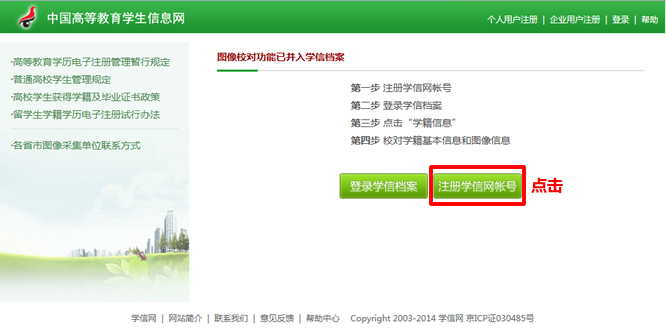 中国高等教育学生信息网
个人用户注册 | 企业用户注册 | 登录 | 帮助
·高等教育学历电子注册管理暂行规定
·普通高校学生管理规定
·高校学生获得学籍及毕业证书政策
·留学生学籍学历电子注册试行办法
·各省市图像采集单位联系方式
图像校对功能已并入学信档案
第一步 注册学信网帐号
第二步 登录学信档案
第三步 点击“学籍信息”
第四步 校对学籍基本信息和图像信息
登录学信档案 注册学信网帐号 点击
学信网 | 网站简介 | 联系我们 | 意见反馈 | 帮助中心 Copyright 2003-2014 学信网 京ICP证030485号